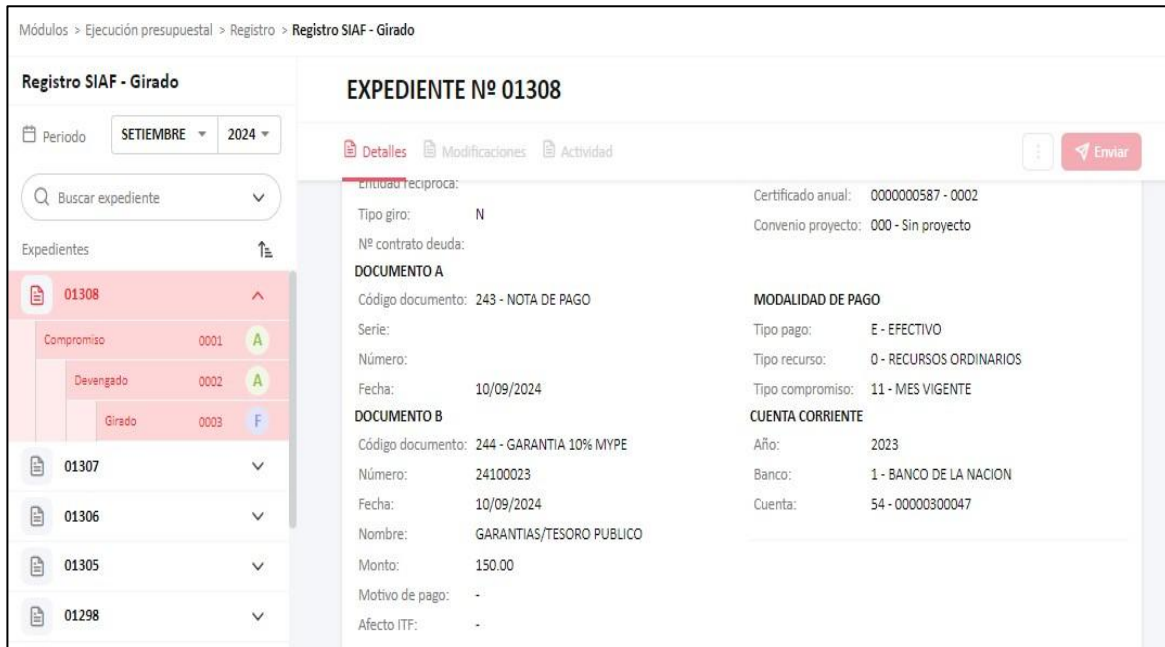 Módulos > Ejecución presupuestal > Registro > Registro SIAF - Girado
Registro SIAF - Girado
Periodo SETIEMBRE 2024
Buscar expediente
Expedientes
01308
Compromiso 0001 A
Devengado 0002 A
Girado 0003 F
01307
01306
01305
01298
EXPEDIENTE Nº 01308
Detalles Modificaciones Actividad Enviar
Entidad recíproca:
Tipo giro: N
Nº contrato deuda:
Certificado anual: 0000000587 - 0002
Convenio proyecto: 000 - Sin proyecto
DOCUMENTO A
Código documento: 243 - NOTA DE PAGO
Serie:
Número:
Fecha: 10/09/2024
MODALIDAD DE PAGO
Tipo pago: E - EFECTIVO
Tipo recurso: 0 - RECURSOS ORDINARIOS
Tipo compromiso: 11 - MES VIGENTE
DOCUMENTO B
Código documento: 244 - GARANTIA 10% MYPE
Número: 24100023
Fecha: 10/09/2024
Nombre: GARANTIAS/TESORO PUBLICO
Monto: 150.00
Motivo de pago: -
Afecto ITF: -
CUENTA CORRIENTE
Año: 2023
Banco: 1 - BANCO DE LA NACION
Cuenta: 54 - 00000300047